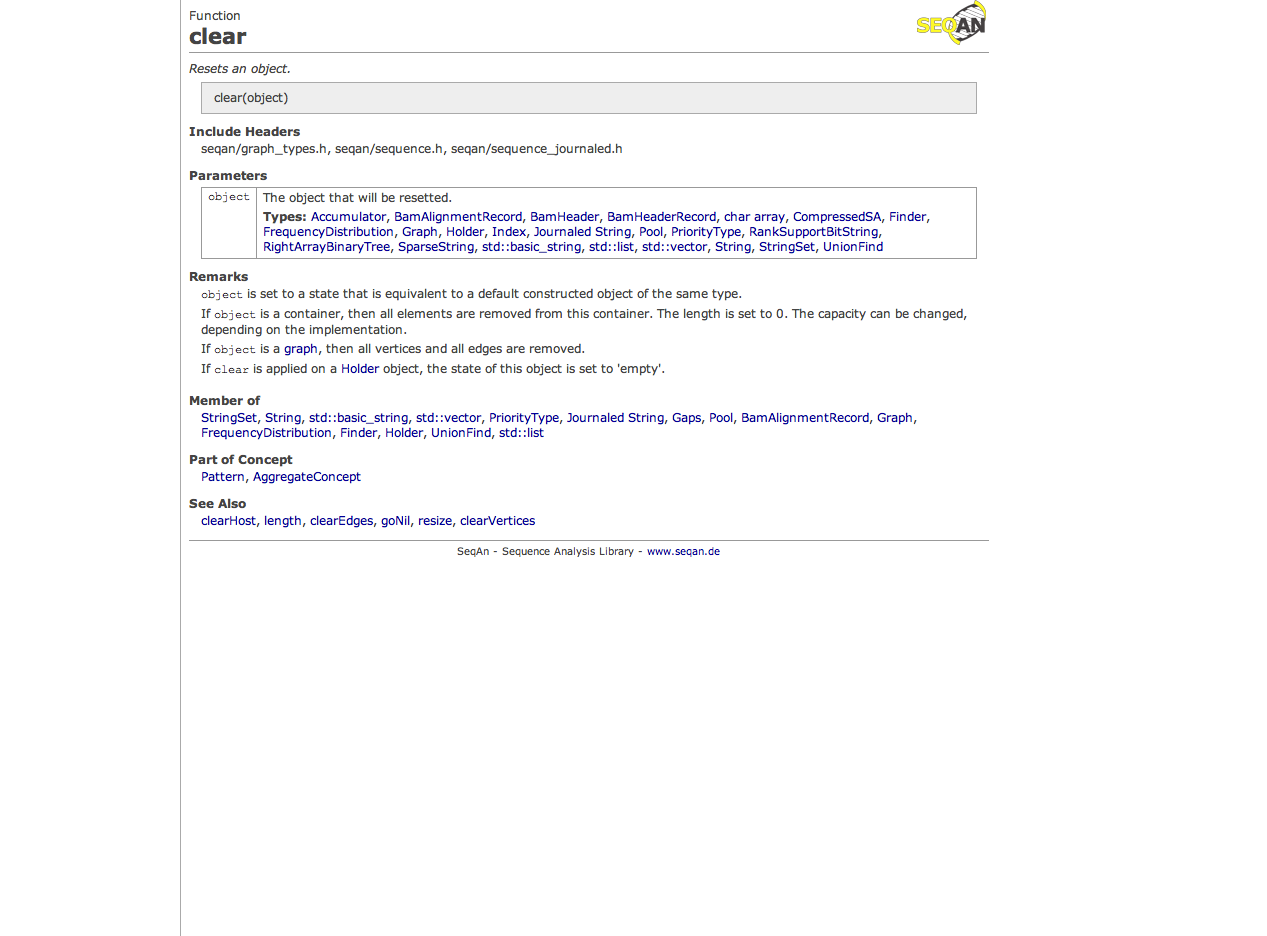 Function
clear
SEQAN
Resets an object.
clear(object)
Include Headers
seqan/graph_types.h, seqan/sequence.h, seqan/sequence_journaled.h
Parameters
object The object that will be resetted.
Types: Accumulator, BamAlignmentRecord, BamHeader, BamHeaderRecord, char array, CompressedSA, Finder,
FrequencyDistribution, Graph, Holder, Index, Journaled String, Pool, PriorityType, RankSupportBitString,
RightArrayBinaryTree, SparseString, std::basic_string, std::list, std::vector, String, StringSet, UnionFind
Remarks
object is set to a state that is equivalent to a default constructed object of the same type.
If object is a container, then all elements are removed from this container. The length is set to 0. The capacity can be changed,
depending on the implementation.
If object is a graph, then all vertices and all edges are removed.
If clear is applied on a Holder object, the state of this object is set to 'empty'.
Member of
StringSet, String, std::basic_string, std::vector, PriorityType, Journaled String, Gaps, Pool, BamAlignmentRecord, Graph,
FrequencyDistribution, Finder, Holder, UnionFind, std::list
Part of Concept
Pattern, AggregateConcept
See Also
clearHost, length, clearEdges, goNil, resize, clearVertices
SeqAn - Sequence Analysis Library - www.seqan.de